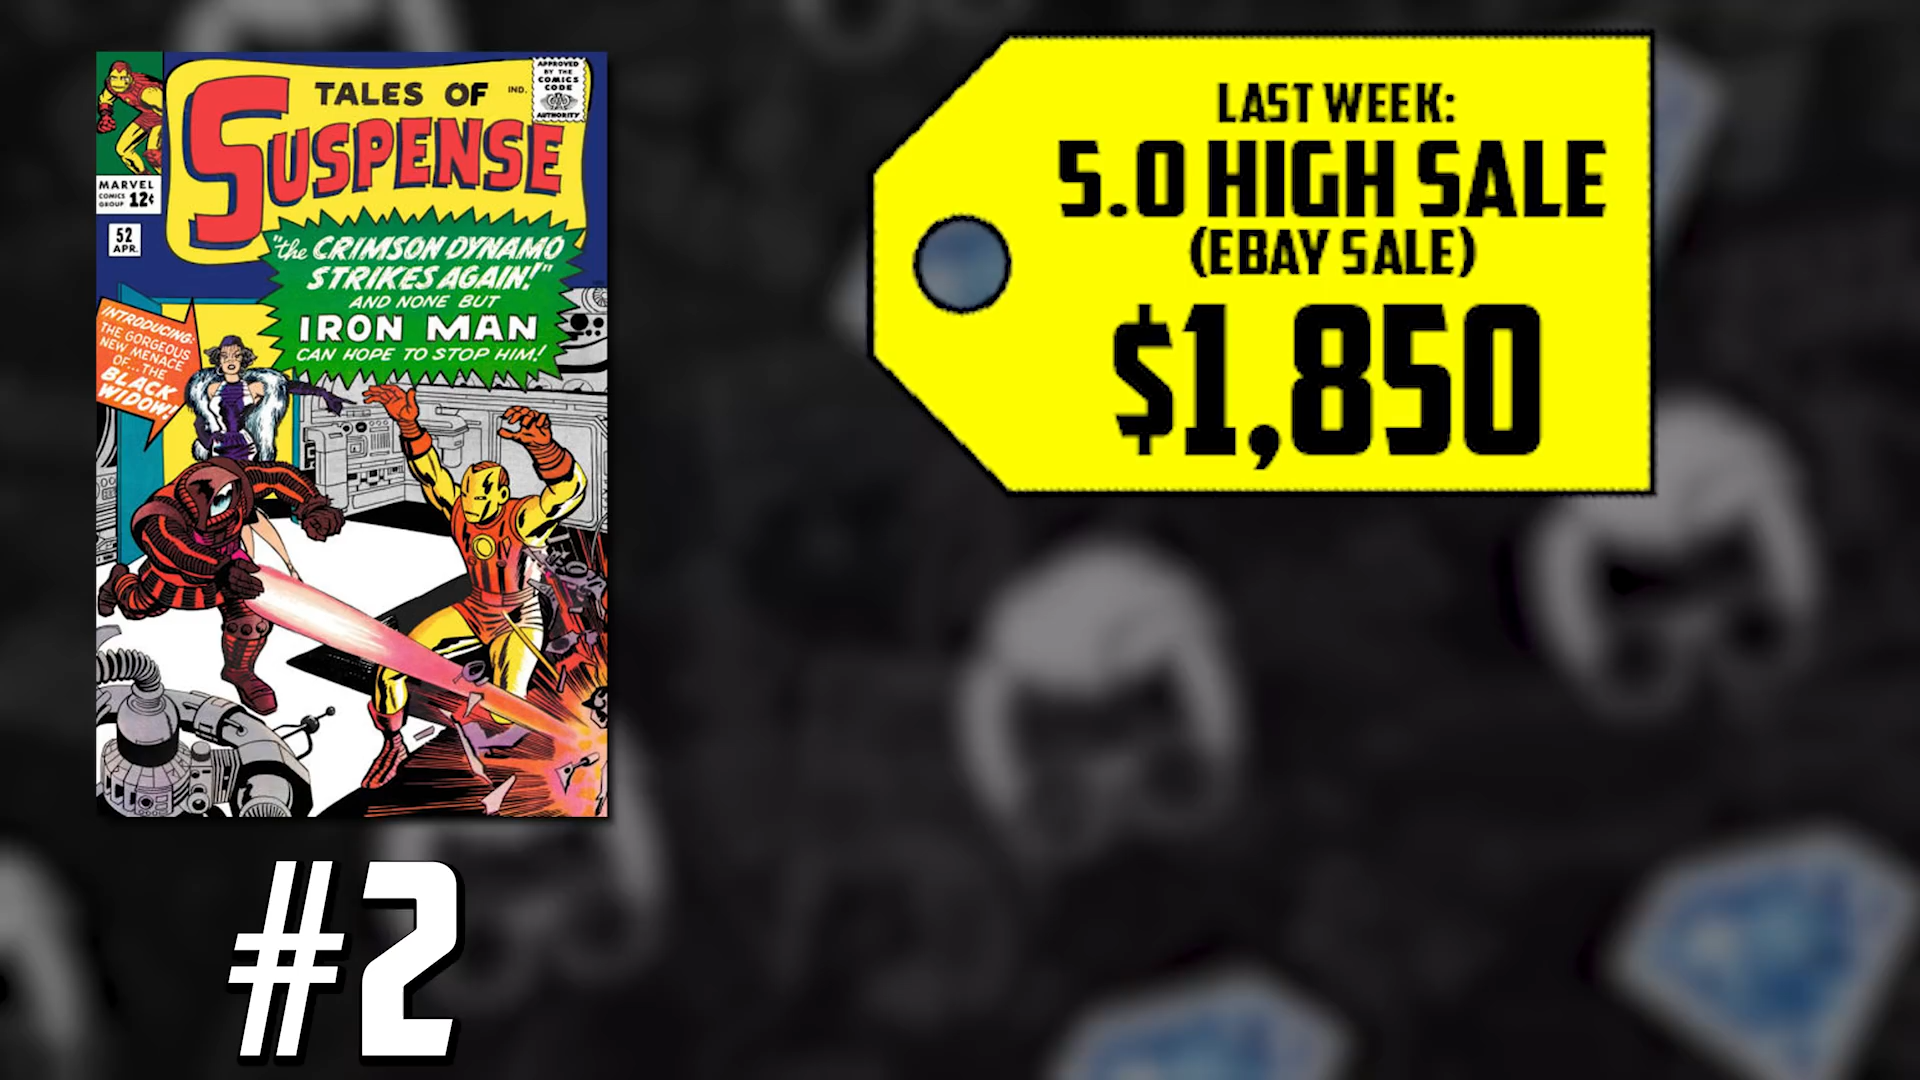 TALES OF
SUSPENSE
IND.
APPROVED
BY THE
COMICS
CODE
AUTHORITY
MARVEL
COMICS
GROUP 12¢
52
APR.
"the CRIMSON DYNAMO
STRIKES AGAIN!"
AND NONE BUT
IRON MAN
CAN HOPE TO STOP HIM!
INTRODUCING:
THE GORGEOUS
NEW MENACE
OF...THE
BLACK
WIDOW!
#2
LAST WEEK:
5.0 HIGH SALE
(EBAY SALE)
$1,850